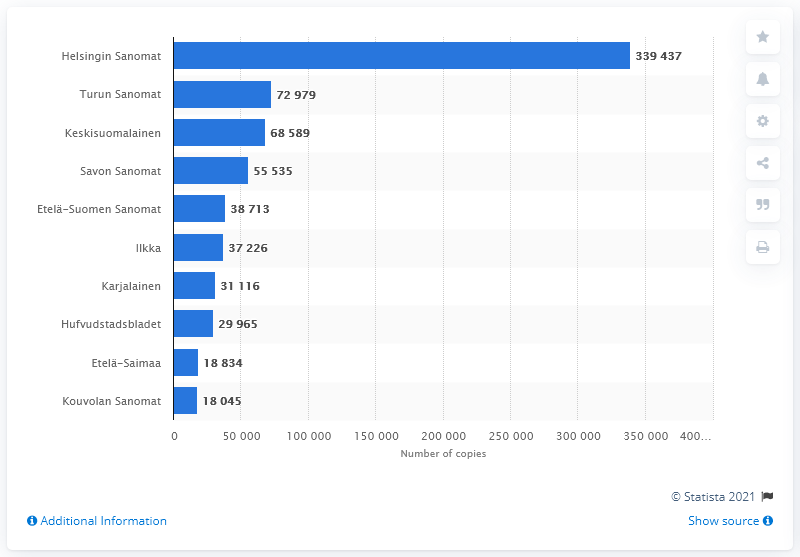 Helsingin Sanomat 339 437
Turun Sanomat 72 979
Keskisuomalainen 68 589
Savon Sanomat 55 535
Etelä-Suomen Sanomat 38 713
Ilkka 37 226
Karjalainen 31 116
Hufvudstadsbladet 29 965
Etelä-Saimaa 18 834
Kouvolan Sanomat 18 045
0 50 000 100 000 150 000 200 000 250 000 300 000 350 000 400...
Number of copies
© Statista 2021
Additional Information Show source